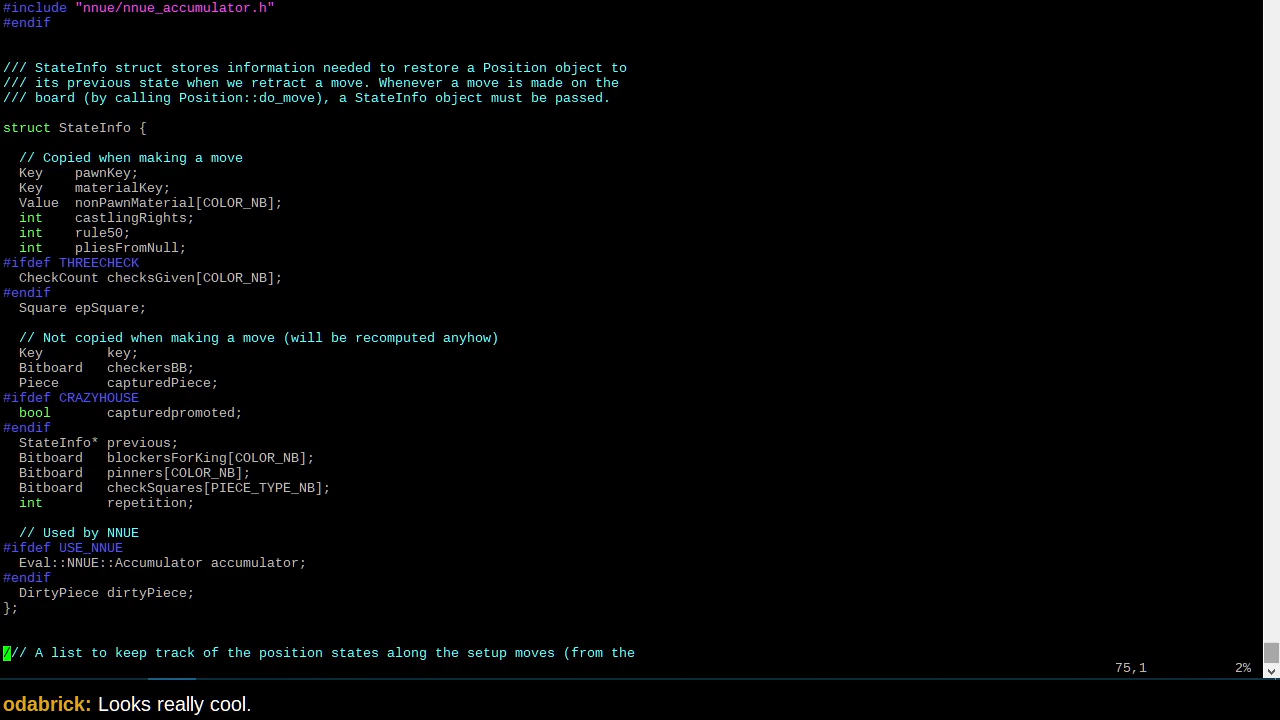 #include "nnue/nnue_accumulator.h"
#endif
/// StateInfo struct stores information needed to restore a Position object to
/// its previous state when we retract a move. Whenever a move is made on the
/// board (by calling Position::do_move), a StateInfo object must be passed.
struct StateInfo {
  // Copied when making a move
  Key    pawnKey;
  Key    materialKey;
  Value  nonPawnMaterial[COLOR_NB];
  int    castlingRights;
  int    rule50;
  int    pliesFromNull;
#ifdef THREECHECK
  CheckCount checksGiven[COLOR_NB];
#endif
  Square epSquare;
  // Not copied when making a move (will be recomputed anyhow)
  Key        key;
  Bitboard   checkersBB;
  Piece      capturedPiece;
#ifdef CRAZYHOUSE
  bool       capturedpromoted;
#endif
  StateInfo* previous;
  Bitboard   blockersForKing[COLOR_NB];
  Bitboard   pinners[COLOR_NB];
  Bitboard   checkSquares[PIECE_TYPE_NB];
  int        repetition;
  // Used by NNUE
#ifdef USE_NNUE
  Eval::NNUE::Accumulator accumulator;
#endif
  DirtyPiece dirtyPiece;
};
/// A list to keep track of the position states along the setup moves (from the
75,1 2%
odabrick: Looks really cool.